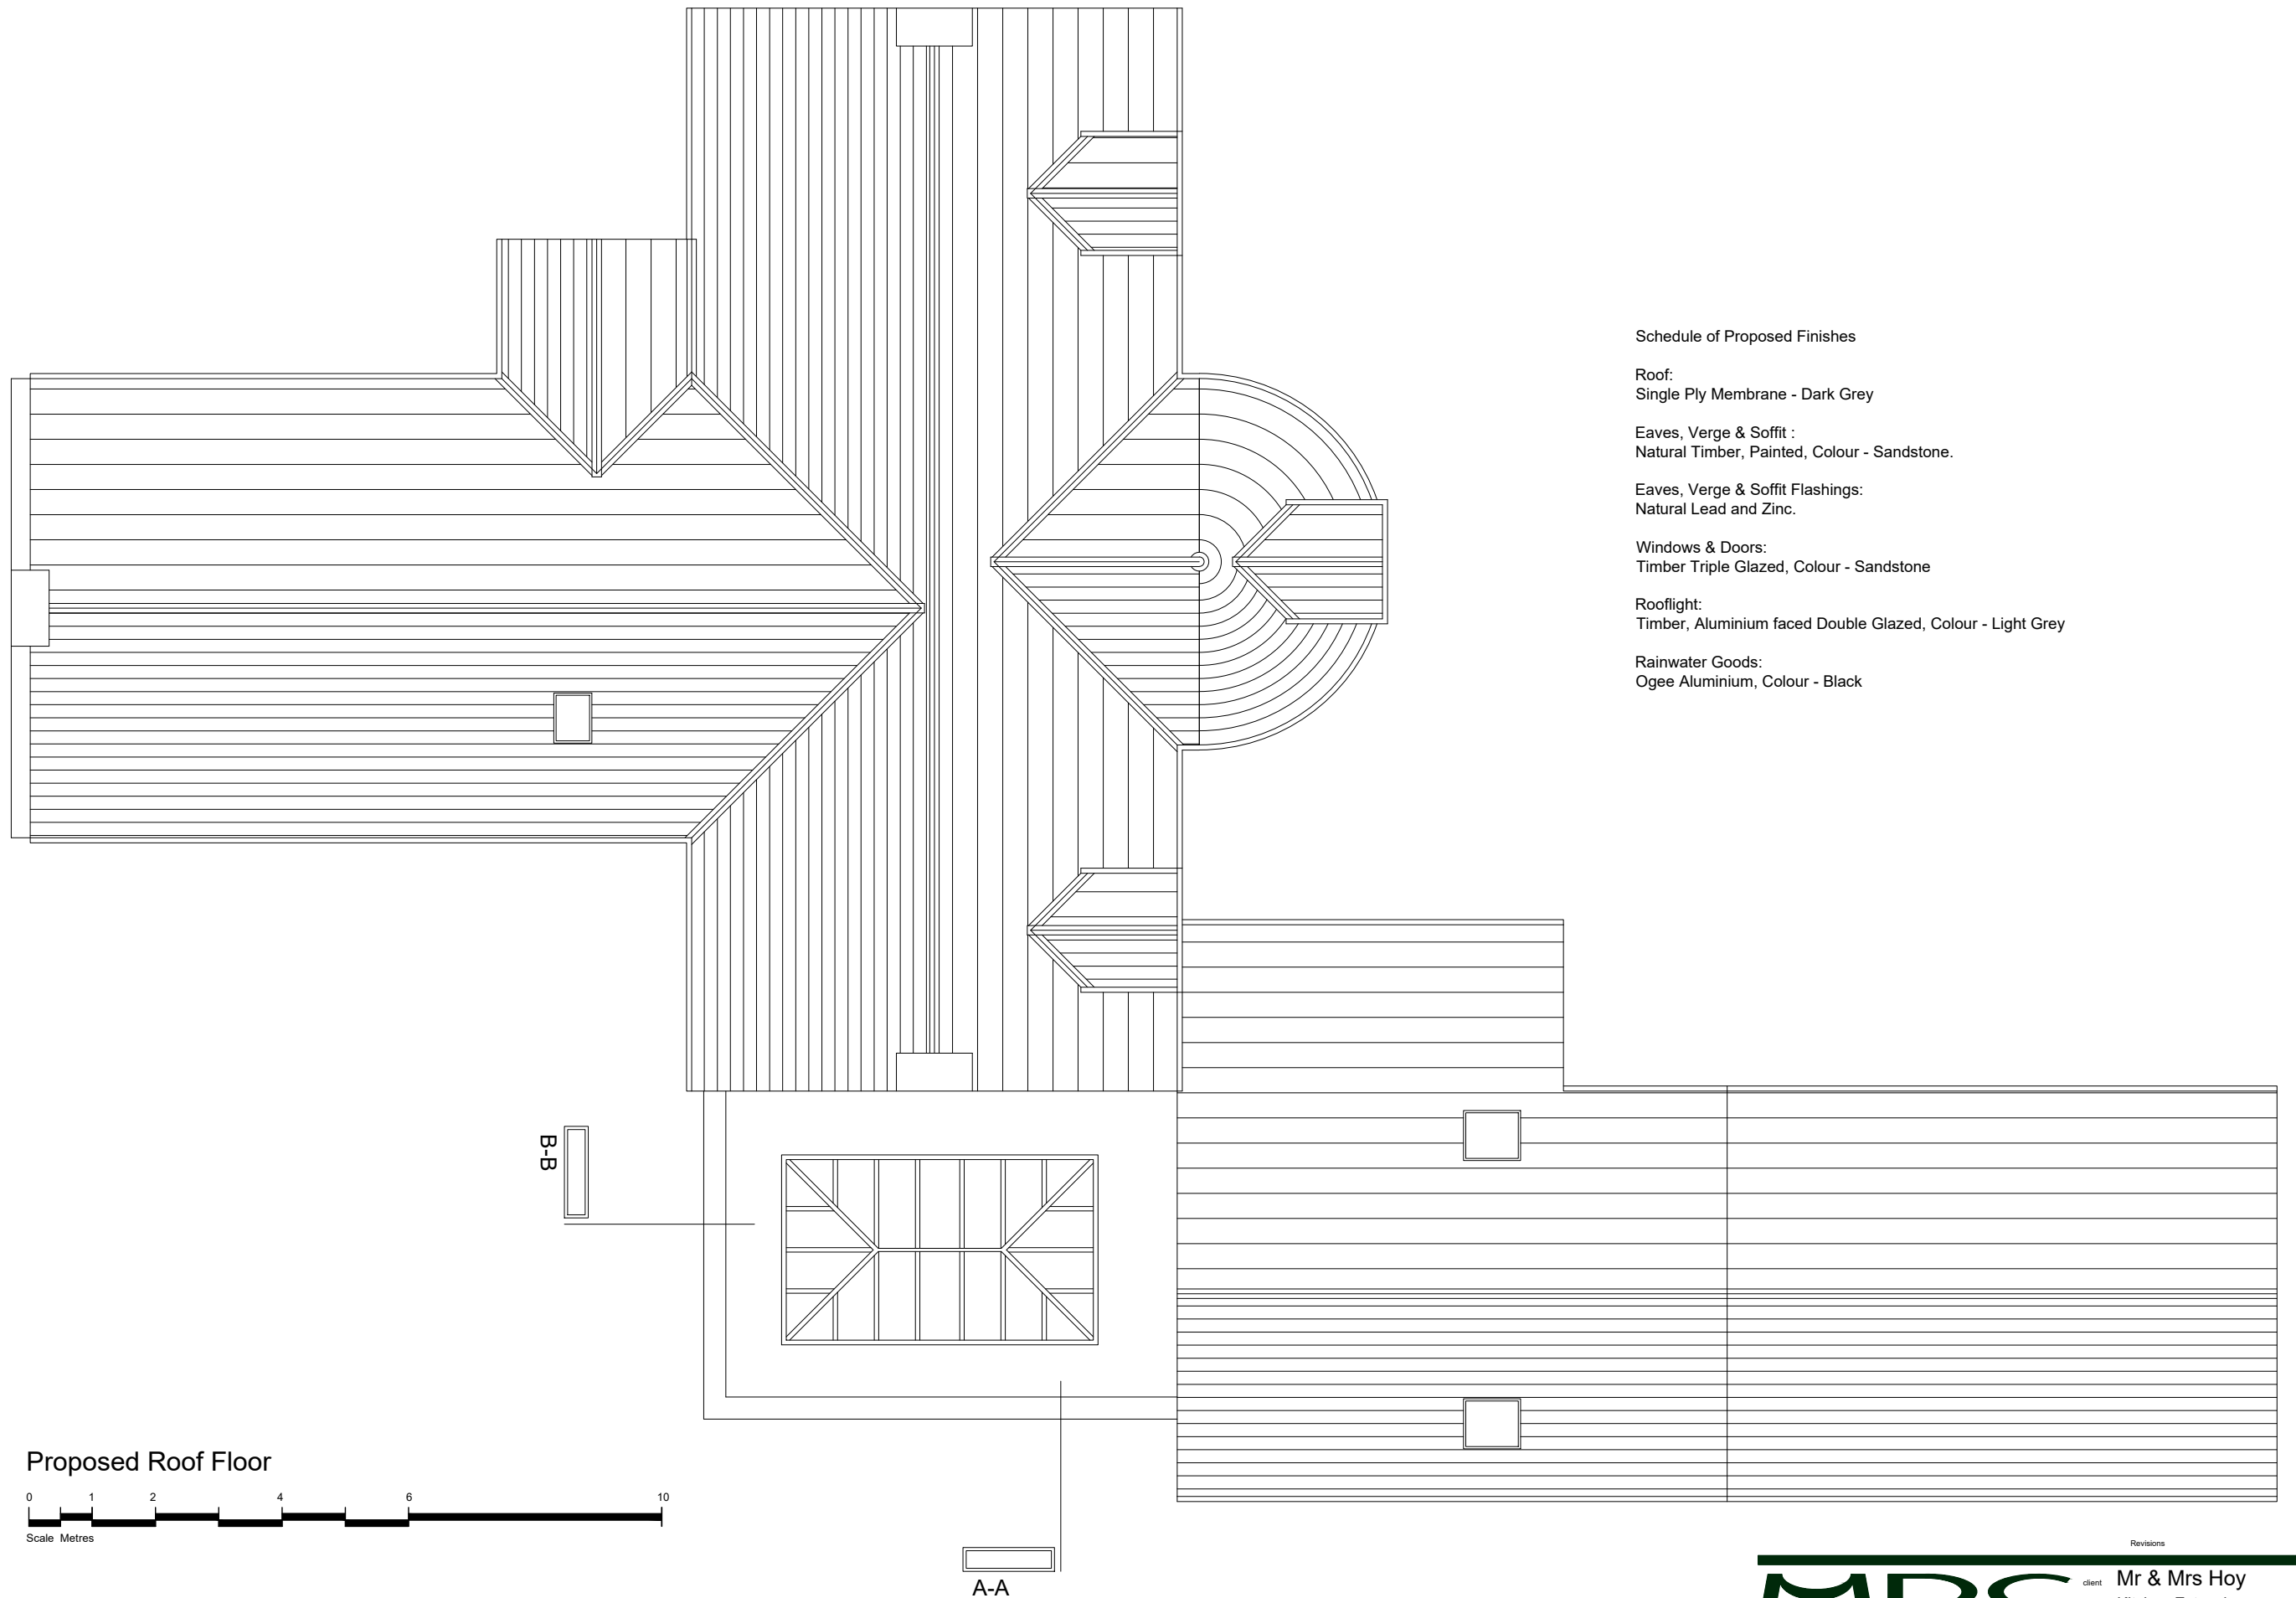 Schedule of Proposed Finishes
Roof:
Single Ply Membrane - Dark Grey
Eaves, Verge & Soffit :
Natural Timber, Painted, Colour - Sandstone.
Eaves, Verge & Soffit Flashings:
Natural Lead and Zinc.
Windows & Doors:
Timber Triple Glazed, Colour - Sandstone
Rooflight:
Timber, Aluminium faced Double Glazed, Colour - Light Grey
Rainwater Goods:
Ogee Aluminium, Colour - Black
B-B
Proposed Roof Floor
0 1 2 4 6 10
Scale Metres
A-A
Revisions
client Mr & Mrs Hoy